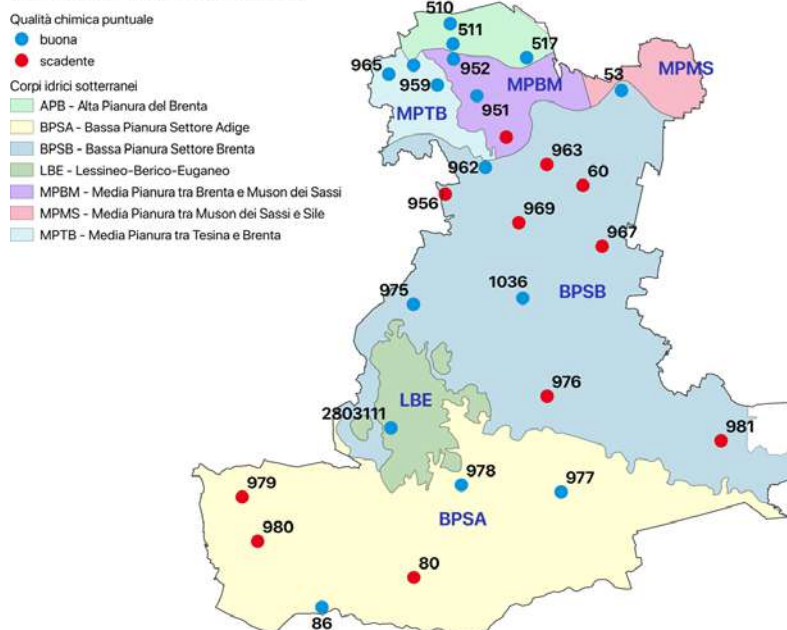 Qualità chimica puntuale
buona
scadente
Corpi idrici sotterranei
APB - Alta Pianura del Brenta
BPSA - Bassa Pianura Settore Adige
BPSB - Bassa Pianura Settore Brenta
LBE - Lessineo-Berico-Euganeo
MPBM - Media Pianura tra Brenta e Muson dei Sassi
MPMS - Media Pianura tra Muson dei Sassi e Sile
MPTB - Media Pianura tra Tesina e Brenta
510
511
517
965
952
959
MPBM
53
MPMS
951
MPTB
962
963
60
956
969
967
975
1036
BPSB
976
LBE
2803111
981
979
978
977
BPSA
980
80
86